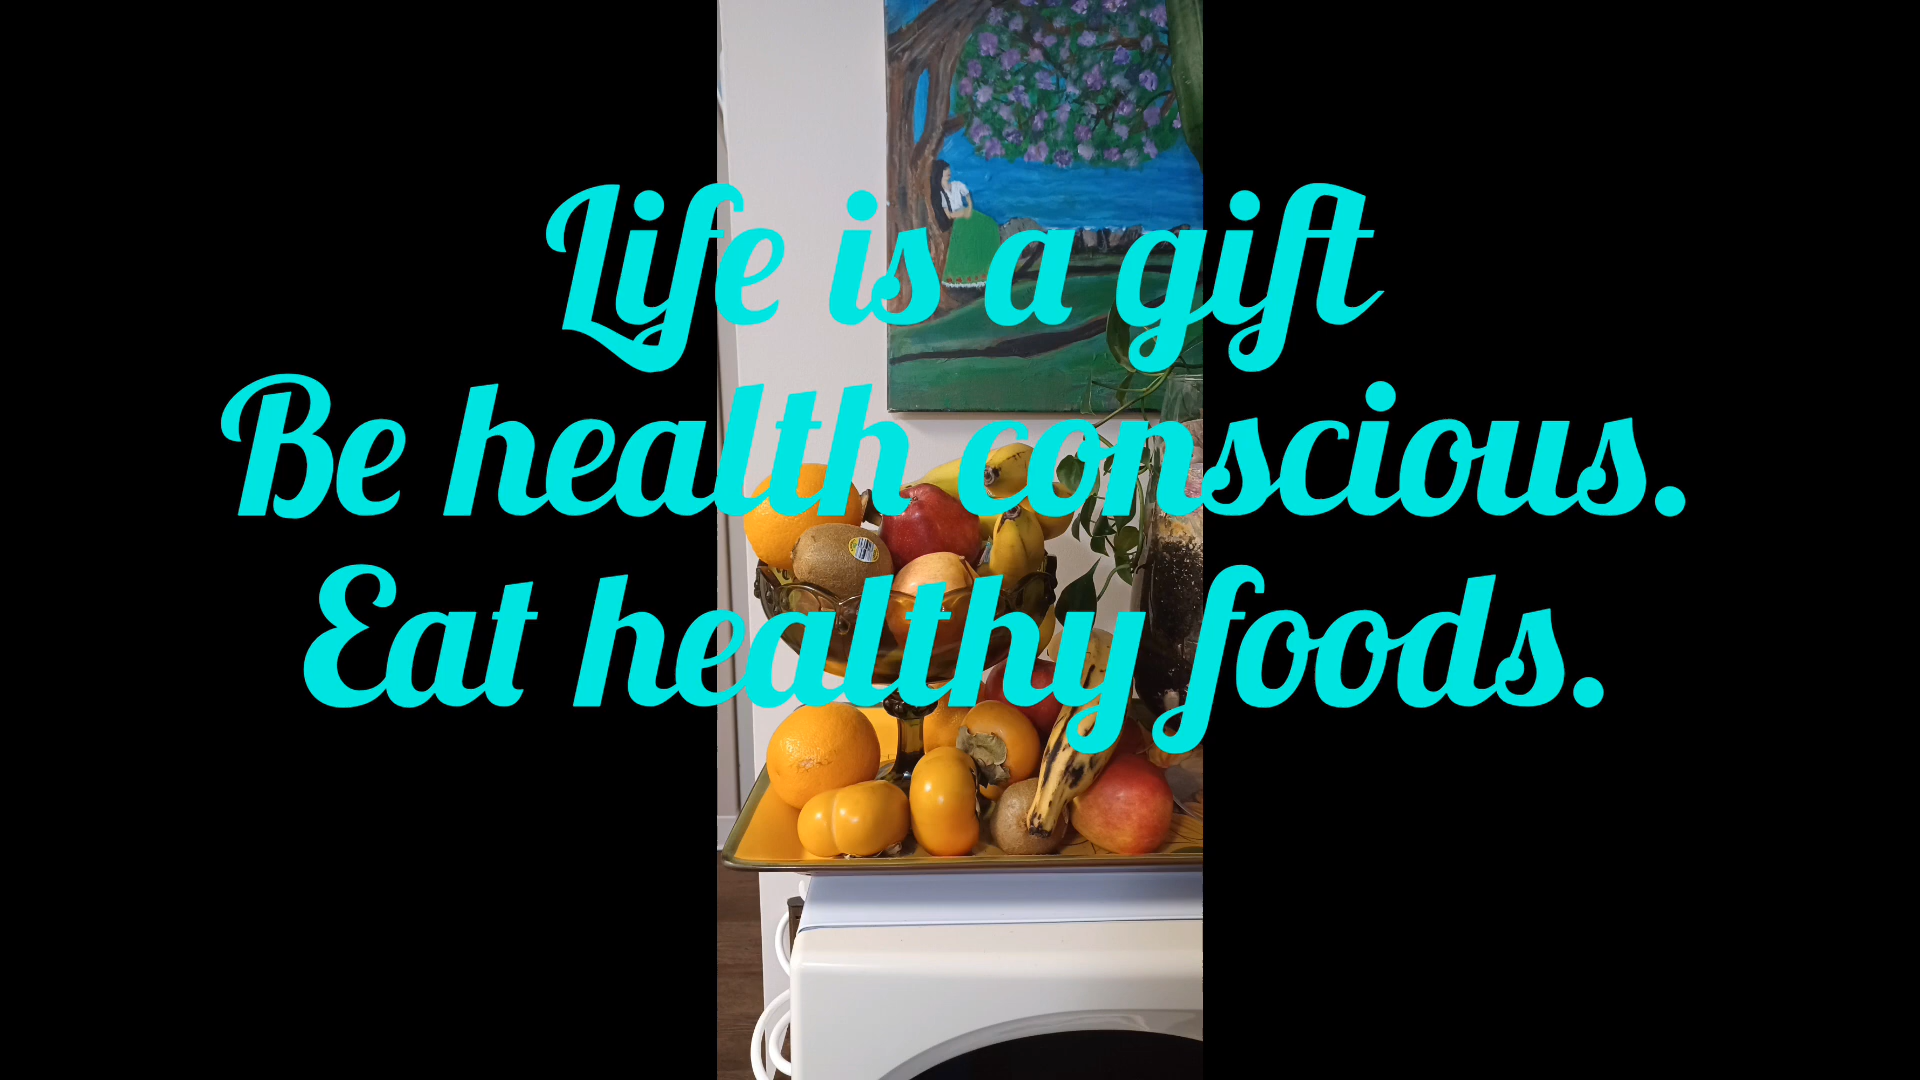 Life is a gift
Be health conscious.
Eat healthy foods.